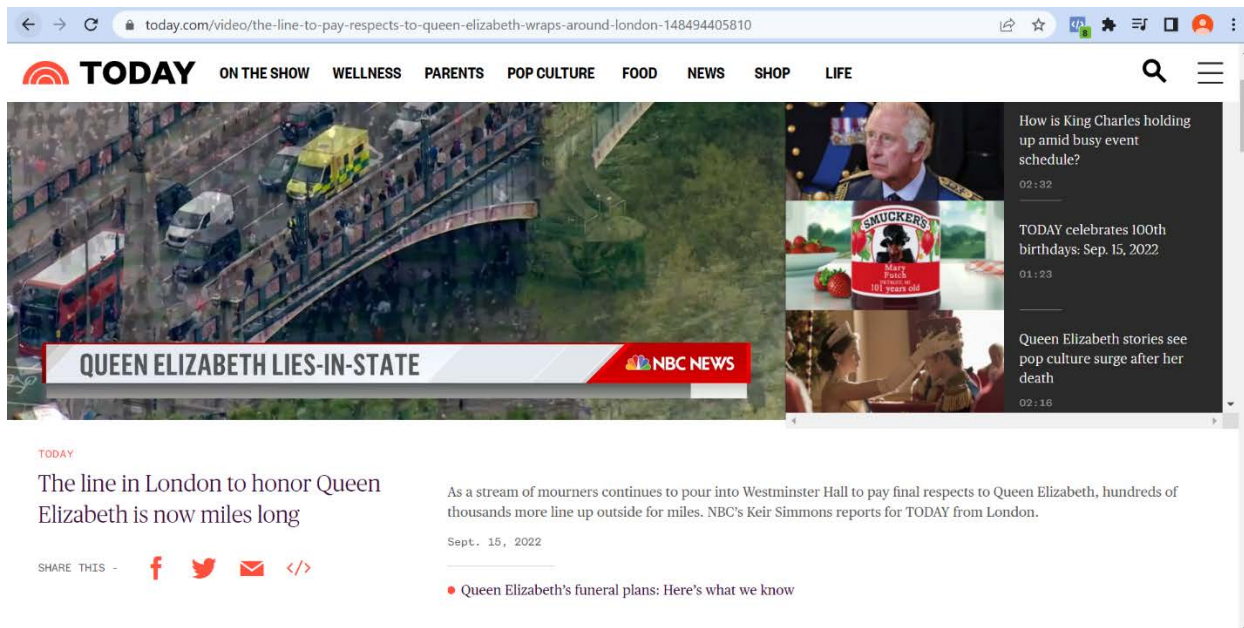 today.com/video/the-line-to-pay-respects-to-queen-elizabeth-wraps-around-london-148494405810
8
TODAY ON THE SHOW WELLNESS PARENTS POP CULTURE FOOD NEWS SHOP LIFE
How is King Charles holding
up amid busy event
schedule?
02:32
SMUCKER'S
Mary
Futch
101 years old
TODAY celebrates 100th
birthdays: Sep. 15, 2022
01:23
Queen Elizabeth stories see
pop culture surge after her
death
02:16
QUEEN ELIZABETH LIES-IN-STATE NBC NEWS
TODAY
The line in London to honor Queen
Elizabeth is now miles long
SHARE THIS -
As a stream of mourners continues to pour into Westminster Hall to pay final respects to Queen Elizabeth, hundreds of
thousands more line up outside for miles. NBC's Keir Simmons reports for TODAY from London.
Sept. 15, 2022
Queen Elizabeth's funeral plans: Here's what we know